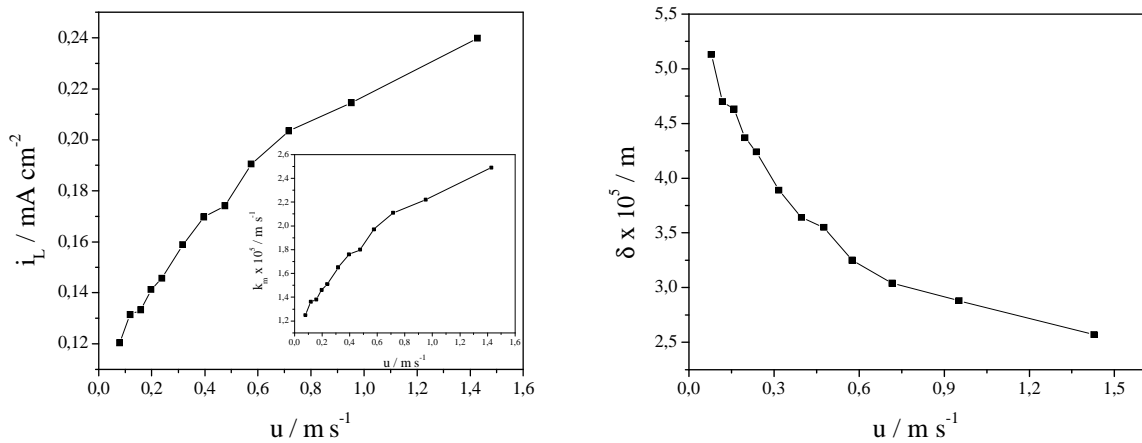 0,24
0,22
0,20
0,18
0,16
0,14
0,12
i_L / mA cm⁻²
0,0 0,2 0,4 0,6 0,8 1,0 1,2 1,4 1,6
u / m s⁻¹
2,6
2,4
2,2
2,0
1,8
1,6
1,4
1,2
k_m x 10⁵ / m s⁻¹
0,0 0,2 0,4 0,6 0,8 1,0 1,2 1,4 1,6
u / m s⁻¹
5,5
5,0
4,5
4,0
3,5
3,0
2,5
δ x 10⁵ / m
0,0 0,3 0,6 0,9 1,2 1,5
u / m s⁻¹